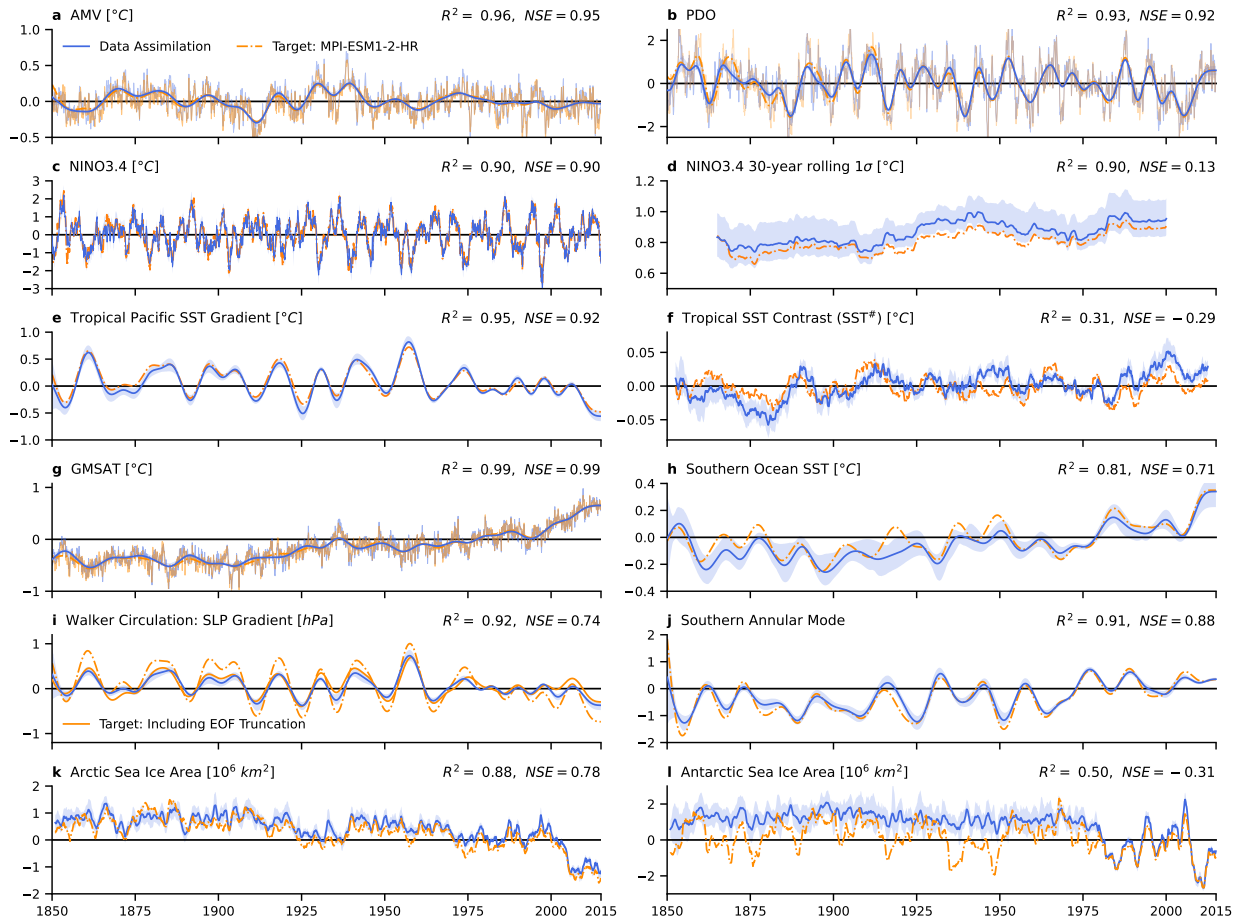 a AMV [°C] R² = 0.96, NSE = 0.95
Data Assimilation
Target: MPI-ESM1-2-HR
1.0
0.5
0.0
−0.5
b PDO R² = 0.93, NSE = 0.92
2
0
−2
c NINO3.4 [°C] R² = 0.90, NSE = 0.90
3
2
1
0
−1
−2
−3
d NINO3.4 30-year rolling 1σ [°C] R² = 0.90, NSE = 0.13
1.2
1.0
0.8
0.6
e Tropical Pacific SST Gradient [°C] R² = 0.95, NSE = 0.92
1.0
0.5
0.0
−0.5
−1.0
f Tropical SST Contrast (SST#) [°C] R² = 0.31, NSE = −0.29
0.05
0.00
−0.05
g GMSAT [°C] R² = 0.99, NSE = 0.99
1
0
−1
h Southern Ocean SST [°C] R² = 0.81, NSE = 0.71
0.4
0.2
0.0
−0.2
−0.4
i Walker Circulation: SLP Gradient [hPa] R² = 0.92, NSE = 0.74
1
0
−1
Target: Including EOF Truncation
j Southern Annular Mode R² = 0.91, NSE = 0.88
2
1
0
−1
−2
k Arctic Sea Ice Area [10⁶ km²] R² = 0.88, NSE = 0.78
2
1
0
−1
−2
1850 1875 1900 1925 1950 1975 2000 2015
l Antarctic Sea Ice Area [10⁶ km²] R² = 0.50, NSE = −0.31
2
0
−2
1850 1875 1900 1925 1950 1975 2000 2015